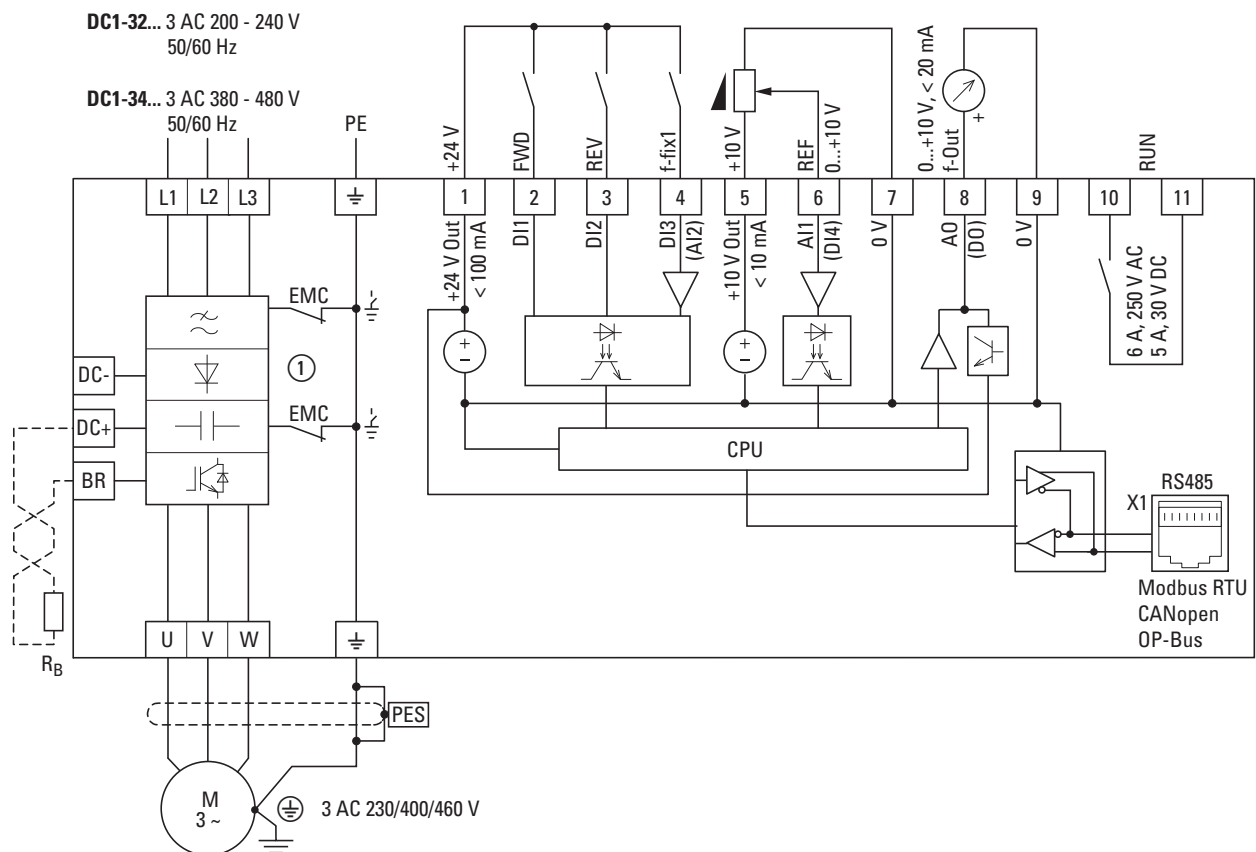 DC1-32... 3 AC 200 - 240 V
50/60 Hz
DC1-34... 3 AC 380 - 480 V
50/60 Hz
PE
+24 V
FWD
REV
f-fix1
+10 V
REF
0...+10 V
0...+10 V, < 20 mA
f-Out
+
RUN
L1 L2 L3
1 2 3 4 5 6 7 8 9 10 11
+24 V Out
< 100 mA
DI1
DI2
DI3
(AI2)
+10 V Out
< 10 mA
AI1
(DI4)
0 V
AO
(DO)
0 V
6 A, 250 V AC
5 A, 30 V DC
EMC
+
-
+
-
1
DC-
EMC
DC+
CPU
BR
RS485
X1
Modbus RTU
CANopen
OP-Bus
U V W
RB
PES
M
3 ~
3 AC 230/400/460 V